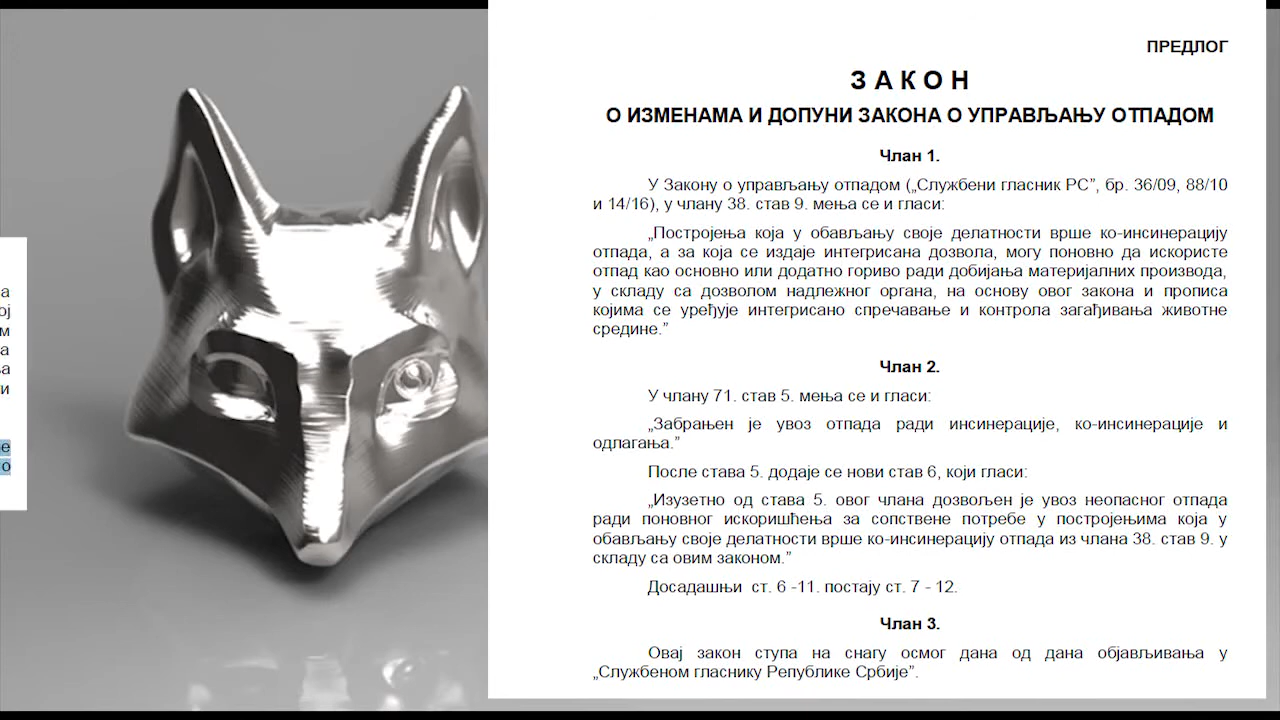 ПРЕДЛОГ
З А К О Н
О ИЗМЕНАМА И ДОПУНИ ЗАКОНА О УПРАВЉАЊУ ОТПАДОМ
Члан 1.
У Закону о управљању отпадом („Службени гласник РС”, бр. 36/09, 88/10
и 14/16), у члану 38. став 9. мења се и гласи:
„Постројења која у обављању своје делатности врше ко-инсинерацију
отпада, а за која се издаје интегрисана дозвола, могу поновно да искористе
отпад као основно или додатно гориво ради добијања материјалних производа,
у складу са дозволом надлежног органа, на основу овог закона и прописа
којима се уређује интегрисано спречавање и контрола загађивања животне
средине.”
Члан 2.
У члану 71. став 5. мења се и гласи:
„Забрањен је увоз отпада ради инсинерације, ко-инсинерације и
одлагања.”
После става 5. додаје се нови став 6, који гласи:
„Изузетно од става 5. овог члана дозвољен је увоз неопасног отпада
ради поновног искоришћења за сопствене потребе у постројењима која у
обављању своје делатности врше ко-инсинерацију отпада из члана 38. став 9. у
складу са овим законом.”
Досадашњи ст. 6 -11. постају ст. 7 - 12.
Члан 3.
Овај закон ступа на снагу осмог дана од дана објављивања у
„Службеном гласнику Републике Србије”.